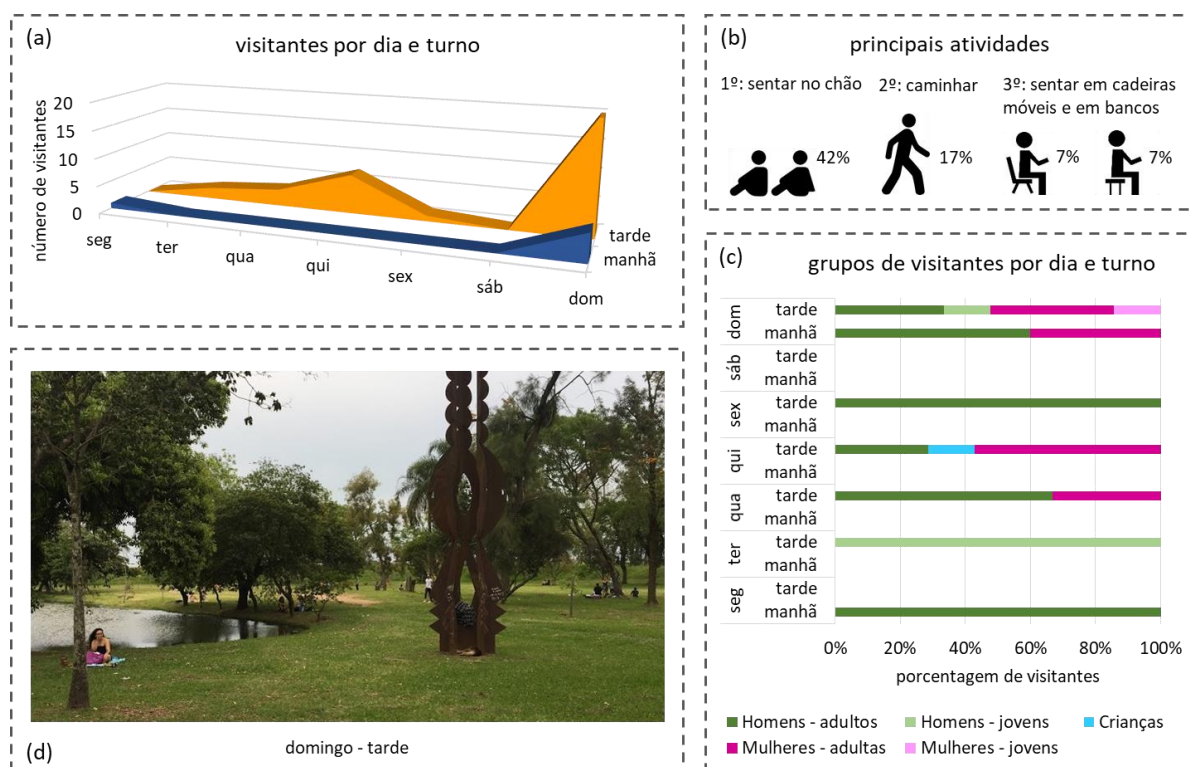 (a)
visitantes por dia e turno
número de visitantes
20
15
10
5
0
seg
ter
qua
qui
sex
sáb
dom
tarde
manhã
(b)
principais atividades
1º: sentar no chão
2º: caminhar
3º: sentar em cadeiras
móveis e em bancos
42%
17%
7%
7%
(c)
grupos de visitantes por dia e turno
dom
tarde
manhã
sáb
tarde
manhã
sex
tarde
manhã
qui
tarde
manhã
qua
tarde
manhã
ter
tarde
manhã
seg
tarde
manhã
0% 20% 40% 60% 80% 100%
porcentagem de visitantes
Homens - adultos Homens - jovens Crianças
Mulheres - adultas Mulheres - jovens
(d)
domingo - tarde